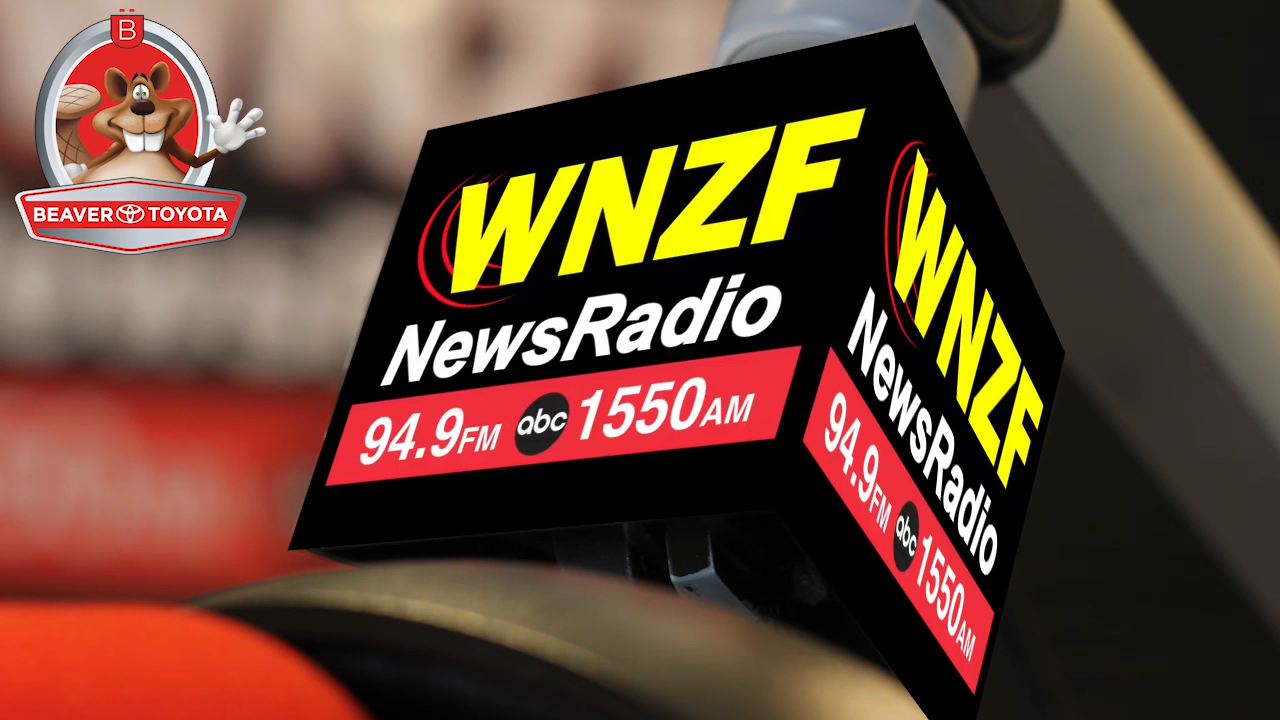 B̈
BEAVER TOYOTA
WNZF
NewsRadio
94.9FM abc 1550AM
WNZF
NewsRadio
94.9FM abc 1550AM